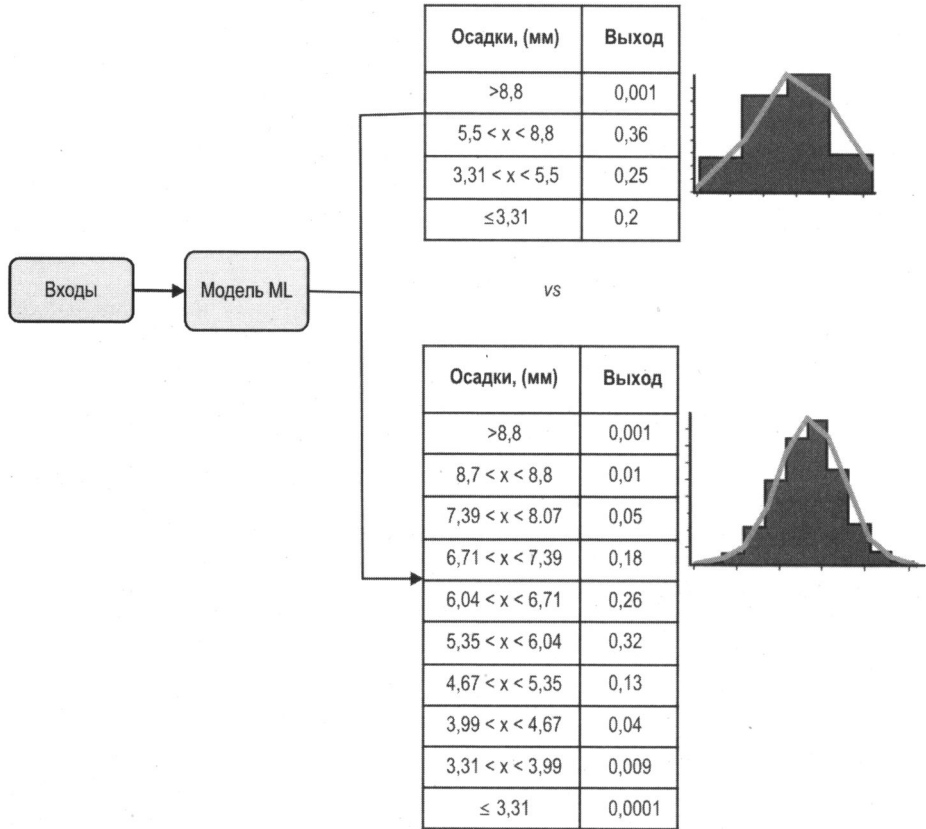 Осадки, (мм) Выход
>8,8 0,001
5,5 < x < 8,8 0,36
3,31 < x < 5,5 0,25
≤3,31 0,2
Входы
Модель ML
vs
Осадки, (мм) Выход
>8,8 0,001
8,7 < x < 8,8 0,01
7,39 < x < 8.07 0,05
6,71 < x < 7,39 0,18
6,04 < x < 6,71 0,26
5,35 < x < 6,04 0,32
4,67 < x < 5,35 0,13
3,99 < x < 4,67 0,04
3,31 < x < 3,99 0,009
≤ 3,31 0,0001